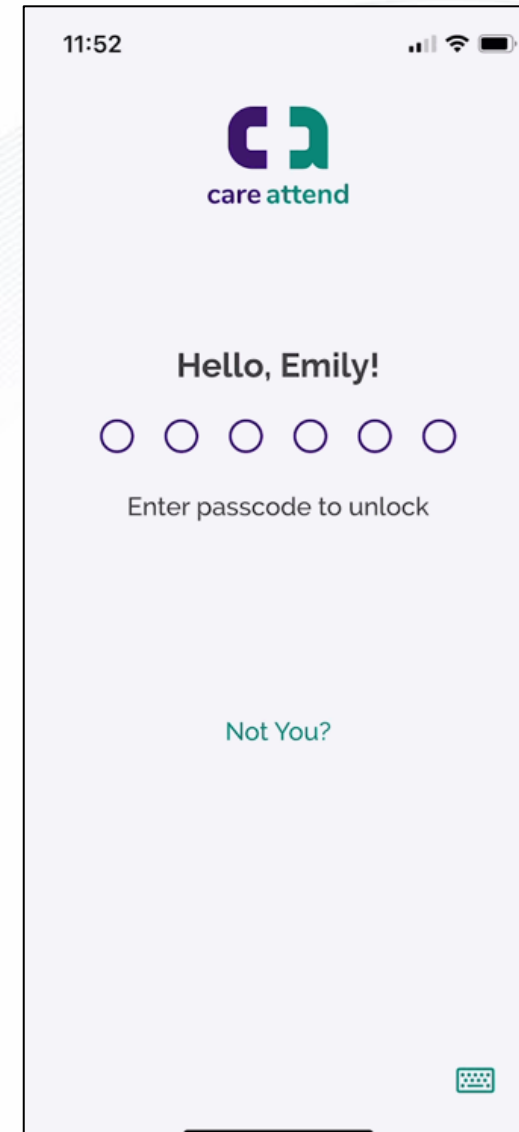 11:52
care attend
Hello, Emily!
Enter passcode to unlock
Not You?